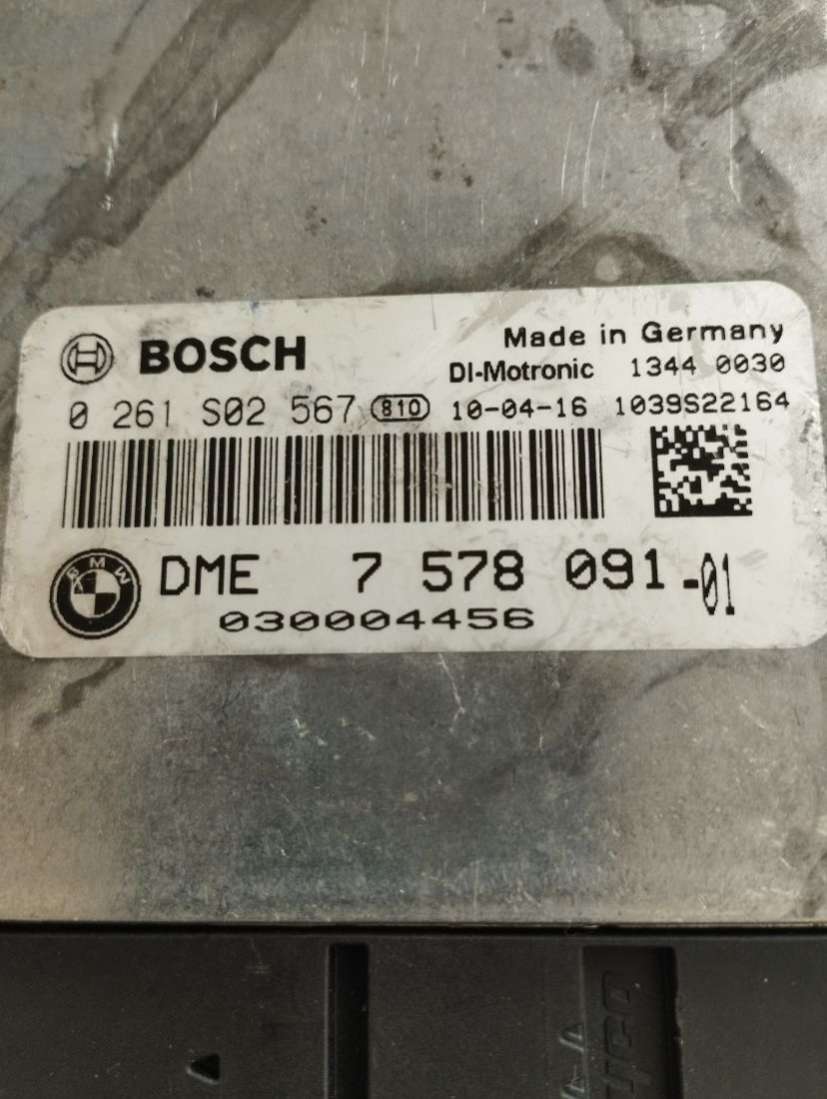 BOSCH
Made in Germany
DI-Motronic 1344 0030
0 261 S02 567 810 10-04-16 1039S22164
BMW DME 7 578 091-01
030004456
tyco